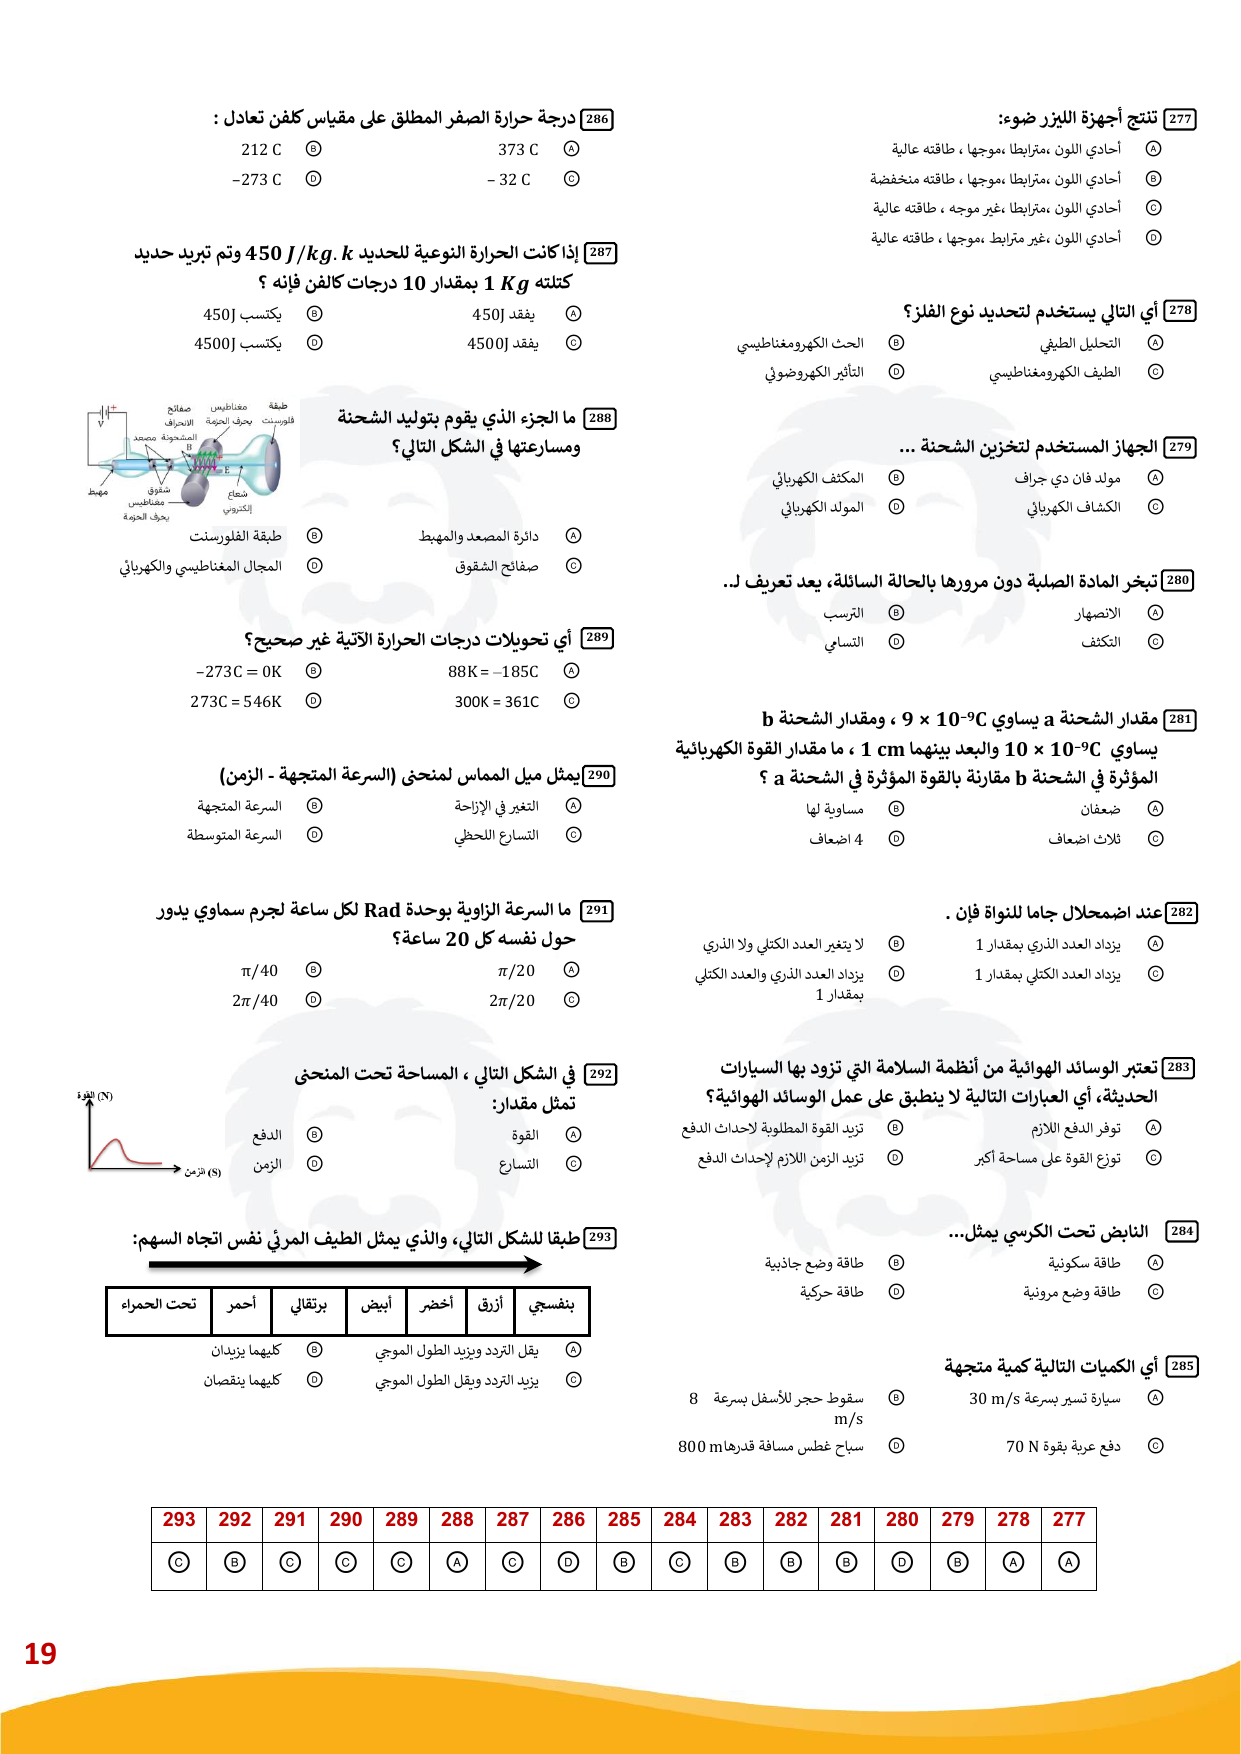 277 تنتج أجهزة الليزر ضوء:
A أحادي اللون ،مترابطا ،موجها ، طاقته عالية
B أحادي اللون ،مترابطا ،موجها ، طاقته منخفضة
C أحادي اللون ،مترابطا ،غير موجه ، طاقته عالية
D أحادي اللون ،غير مترابط ،موجها ، طاقته عالية
278 أي التالي يستخدم لتحديد نوع الفلز؟
A التحليل الطيفي B الحث الكهرومغناطيسي
C الطيف الكهرومغناطيسي D التأثير الكهروضوئي
279 الجهاز المستخدم لتخزين الشحنة ...
A مولد فان دي جراف B المكثف الكهربائي
C الكشاف الكهربائي D المولد الكهربائي
280 تبخر المادة الصلبة دون مرورها بالحالة السائلة، يعد تعريف لـ..
A الانصهار B الترسب
C التكثف D التسامي
281 مقدار الشحنة a يساوي 9 × 10⁻⁹C ، ومقدار الشحنة b
يساوي 10 × 10⁻⁹C والبعد بينهما 1 cm ، ما مقدار القوة الكهربائية
المؤثرة في الشحنة b مقارنة بالقوة المؤثرة في الشحنة a ؟
A ضعفان B مساوية لها
C ثلاث اضعاف D 4 اضعاف
282 عند اضمحلال جاما للنواة فإن .
A يزداد العدد الذري بمقدار 1 B لا يتغير العدد الكتلي ولا الذري
C يزداد العدد الكتلي بمقدار 1 D يزداد العدد الذري والعدد الكتلي
بمقدار 1
283 تعتبر الوسائد الهوائية من أنظمة السلامة التي تزود بها السيارات
الحديثة، أي العبارات التالية لا ينطبق على عمل الوسائد الهوائية؟
A توفر الدفع اللازم B تزيد القوة المطلوبة لاحداث الدفع
C توزع القوة على مساحة أكبر D تزيد الزمن اللازم لإحداث الدفع
284 النابض تحت الكرسي يمثل...
A طاقة سكونية B طاقة وضع جاذبية
C طاقة وضع مرونية D طاقة حركية
285 أي الكميات التالية كمية متجهة
A سيارة تسير بسرعة 30 m/s B سقوط حجر للأسفل بسرعة 8
m/s
C دفع عربة بقوة 70 N D سباح غطس مسافة قدرها 800 m
286 درجة حرارة الصفر المطلق على مقياس كلفن تعادل :
A 373 C B 212 C
C – 32 C D −273 C
287 إذا كانت الحرارة النوعية للحديد 450 J/kg. k وتم تبريد حديد
كتلته 1 Kg بمقدار 10 درجات كالفن فإنه ؟
A يفقد 450J B يكتسب 450J
C يفقد 4500J D يكتسب 4500J
288 ما الجزء الذي يقوم بتوليد الشحنة
ومسارعتها في الشكل التالي؟
طبقة
فلورسنت
مغناطيس
يحرف الحزمة
صفائح
الانحراف
المشحونة
مصعد
+
V
B
E
شقوق
مهبط
شعاع
إلكتروني
مغناطيس
يحرف الحزمة
A دائرة المصعد والمهبط B طبقة الفلورسنت
C صفائح الشقوق D المجال المغناطيسي والكهربائي
289 أي تحويلات درجات الحرارة الآتية غير صحيح؟
A 88K = −185C B −273C = 0K
C 300K = 361C D 273C = 546K
290 يمثل ميل المماس لمنحنى (السرعة المتجهة - الزمن)
A التغير في الإزاحة B السرعة المتجهة
C التسارع اللحظي D السرعة المتوسطة
291 ما السرعة الزاوية بوحدة Rad لكل ساعة لجرم سماوي يدور
حول نفسه كل 20 ساعة؟
A π/20 B π/40
C 2π/20 D 2π/40
292 في الشكل التالي ، المساحة تحت المنحنى
تمثل مقدار:
A القوة B الدفع
C التسارع D الزمن
القوة (N)
الزمن (S)
293 طبقا للشكل التالي، والذي يمثل الطيف المرئي نفس اتجاه السهم:
بنفسجي أزرق أخضر أبيض برتقالي أحمر تحت الحمراء
A يقل التردد ويزيد الطول الموجي B كليهما يزيدان
C يزيد التردد ويقل الطول الموجي D كليهما ينقصان
293 292 291 290 289 288 287 286 285 284 283 282 281 280 279 278 277
C B C C C A C D B C B B B D B A A
19